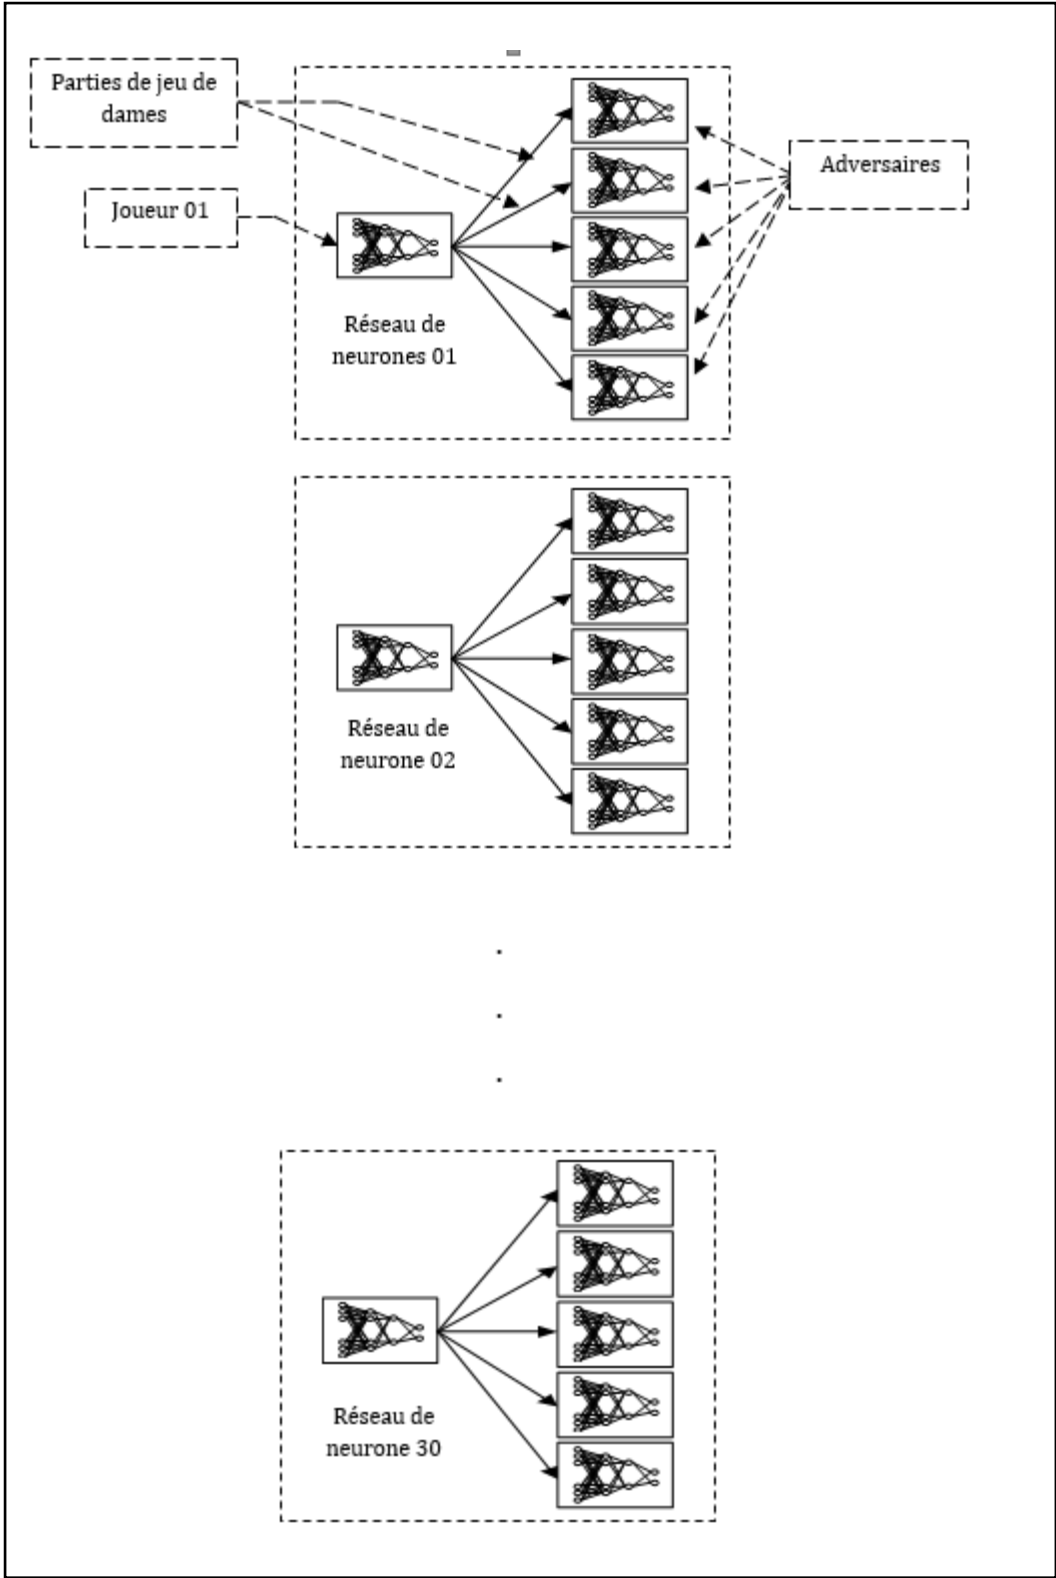 Parties de jeu de
dames
Adversaires
Joueur 01
Réseau de
neurones 01
Réseau de
neurone 02
.
.
.
Réseau de
neurone 30